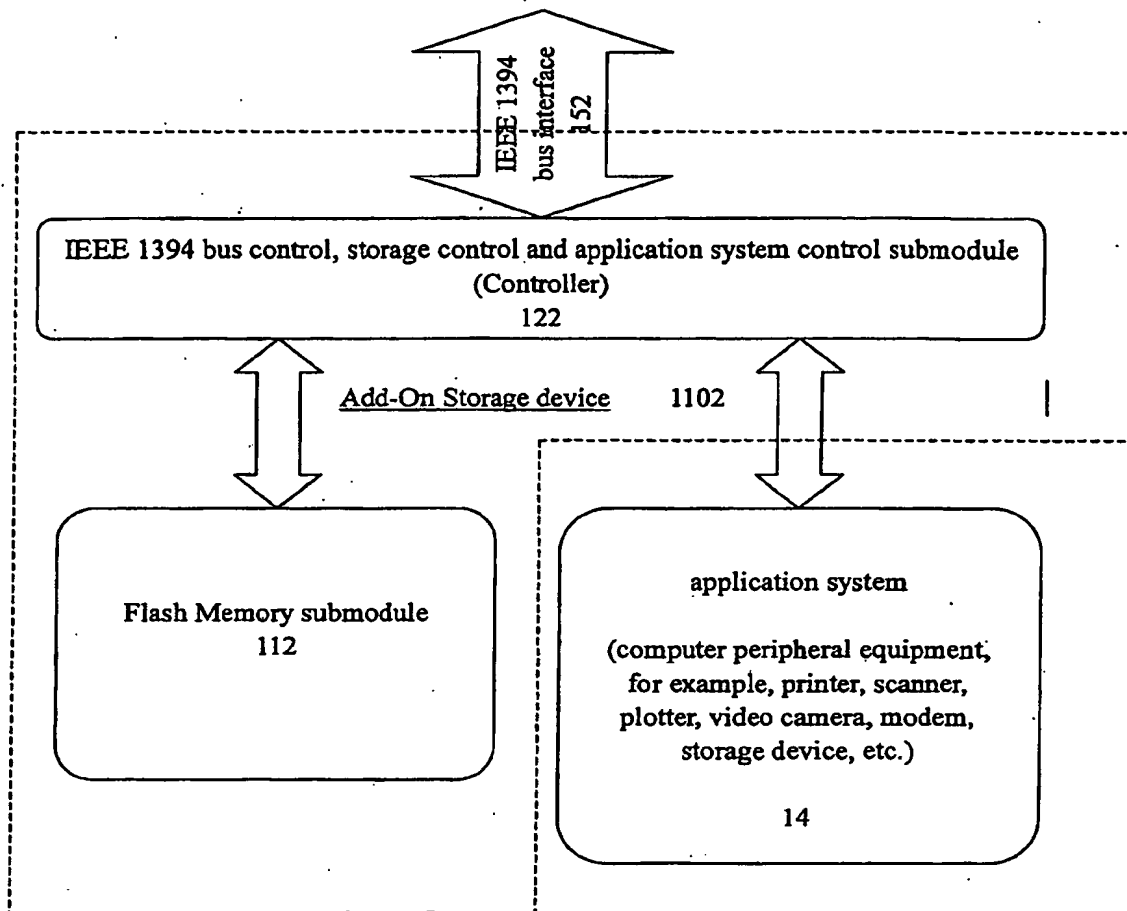 IEEE 1394
bus interface
152
IEEE 1394 bus control, storage control and application system control submodule
(Controller)
122
Add-On Storage device 1102
Flash Memory submodule
112
application system
(computer peripheral equipment,
for example, printer, scanner,
plotter, video camera, modem,
storage device, etc.)
14